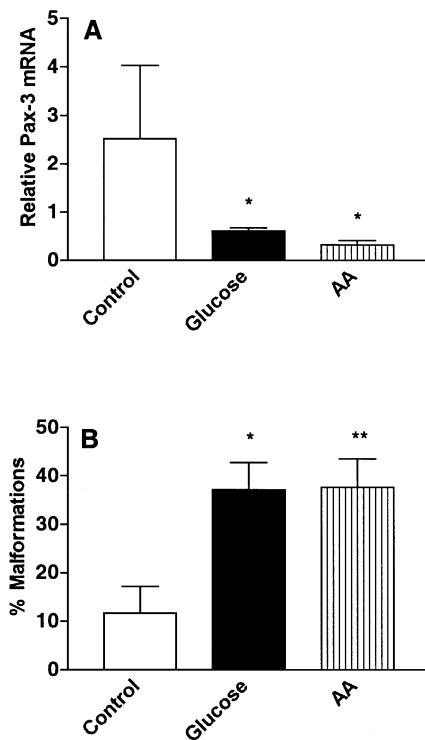 A
Relative Pax-3 mRNA
5
4
3
2
1
0
*
*
Control
Glucose
AA
B
% Malformations
50
40
30
20
10
0
*
**
Control
Glucose
AA